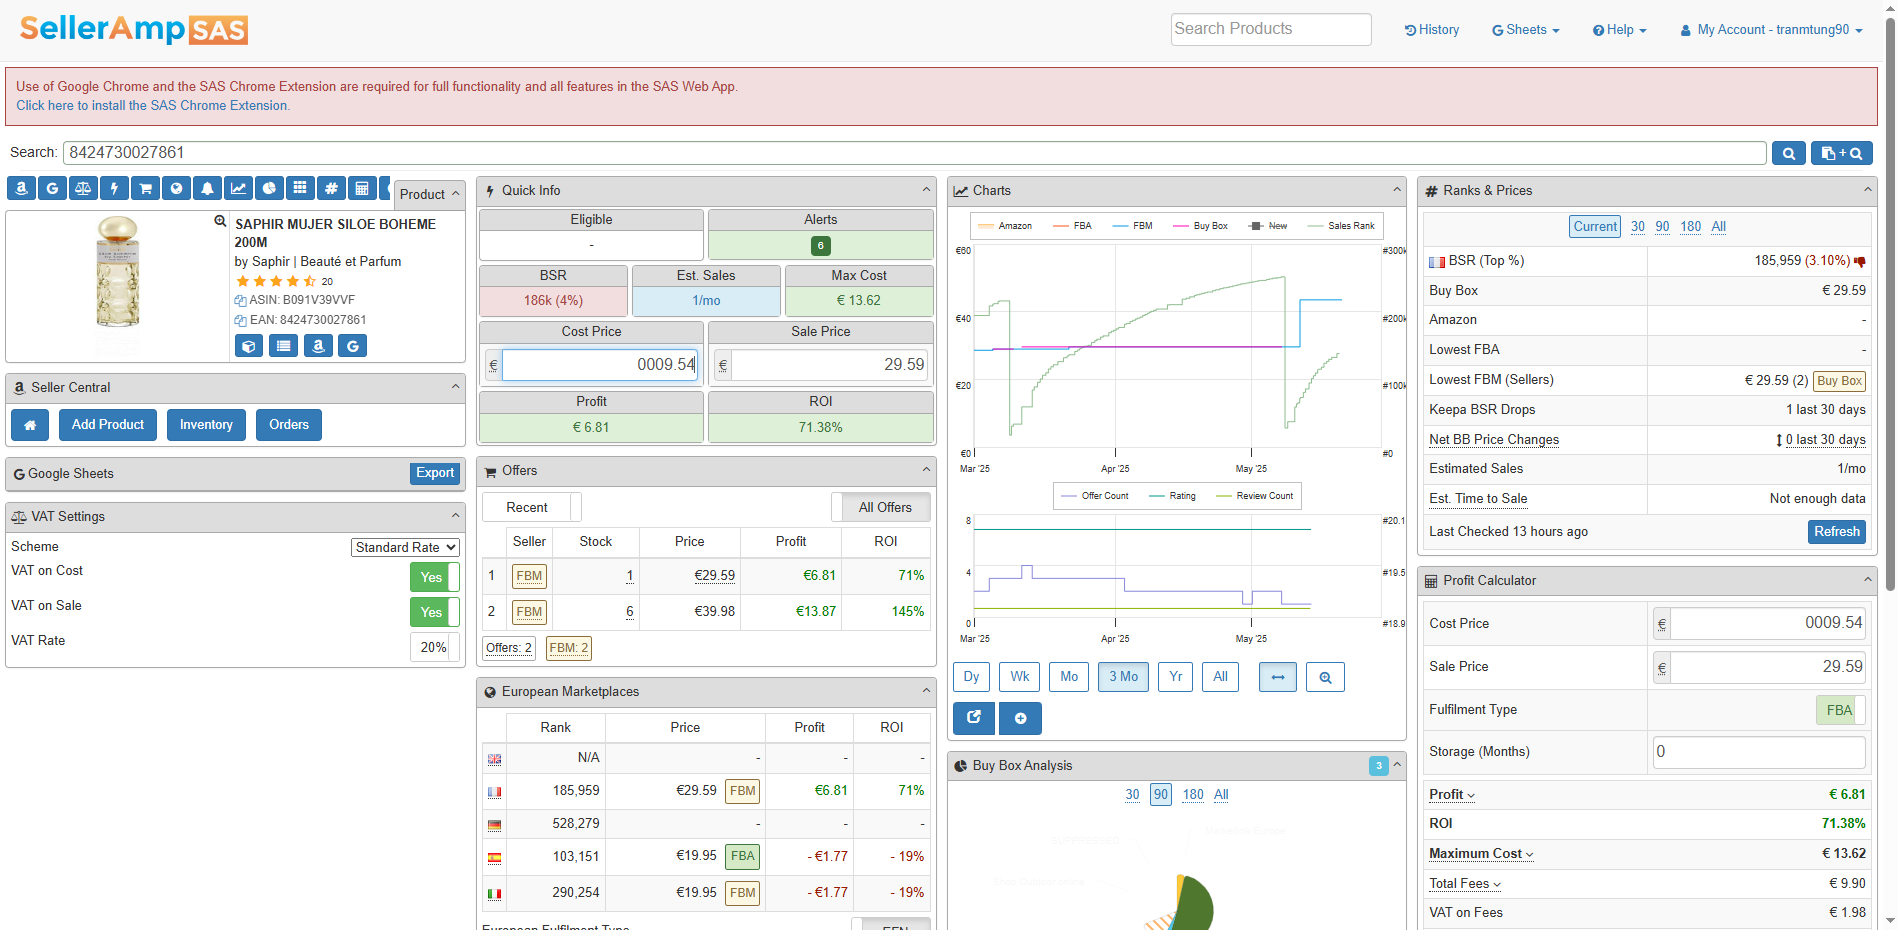 SellerAmp SAS
Search Products
History
Sheets
Help
My Account - tranmtung90
Use of Google Chrome and the SAS Chrome Extension are required for full functionality and all features in the SAS Web App.
Click here to install the SAS Chrome Extension.
Search: 8424730027861
Product
SAPHIR MUJER SILOE BOHEME
200M
by Saphir | Beauté et Parfum
20
ASIN: B091V39VVF
EAN: 8424730027861
Seller Central
Add Product
Inventory
Orders
Google Sheets
Export
VAT Settings
Scheme
Standard Rate
VAT on Cost
Yes
VAT on Sale
Yes
VAT Rate
20%
Quick Info
Eligible
Alerts
-
6
BSR
Est. Sales
Max Cost
186k (4%)
1/mo
€ 13.62
Cost Price
Sale Price
€ 0009.54
€ 29.59
Profit
ROI
€ 6.81
71.38%
Offers
Recent
All Offers
Seller Stock Price Profit ROI
1 FBM 1 €29.59 €6.81 71%
2 FBM 6 €39.98 €13.87 145%
Offers: 2
FBM: 2
European Marketplaces
Rank Price Profit ROI
N/A - - -
185,959 €29.59 FBM €6.81 71%
528,279 - - -
103,151 €19.95 FBA - €1.77 - 19%
290,254 €19.95 FBM - €1.77 - 19%
European Fulfilment Type
EFN
Charts
Amazon FBA FBM Buy Box New Sales Rank
€60
€40
€20
€0
#300k
#200k
#100k
#0
Mar '25
Apr '25
May '25
Offer Count Rating Review Count
8
4
0
#20.1
#19.5
#18.9
Mar '25
Apr '25
May '25
Dy
Wk
Mo
3 Mo
Yr
All
Buy Box Analysis
3
30 90 180 All
Ranks & Prices
Current 30 90 180 All
BSR (Top %) 185,959 (3.10%)
Buy Box € 29.59
Amazon -
Lowest FBA -
Lowest FBM (Sellers) € 29.59 (2) Buy Box
Keepa BSR Drops 1 last 30 days
Net BB Price Changes 0 last 30 days
Estimated Sales 1/mo
Est. Time to Sale Not enough data
Last Checked 13 hours ago
Refresh
Profit Calculator
Cost Price € 0009.54
Sale Price € 29.59
Fulfilment Type FBA
Storage (Months) 0
Profit € 6.81
ROI 71.38%
Maximum Cost € 13.62
Total Fees € 9.90
VAT on Fees € 1.98